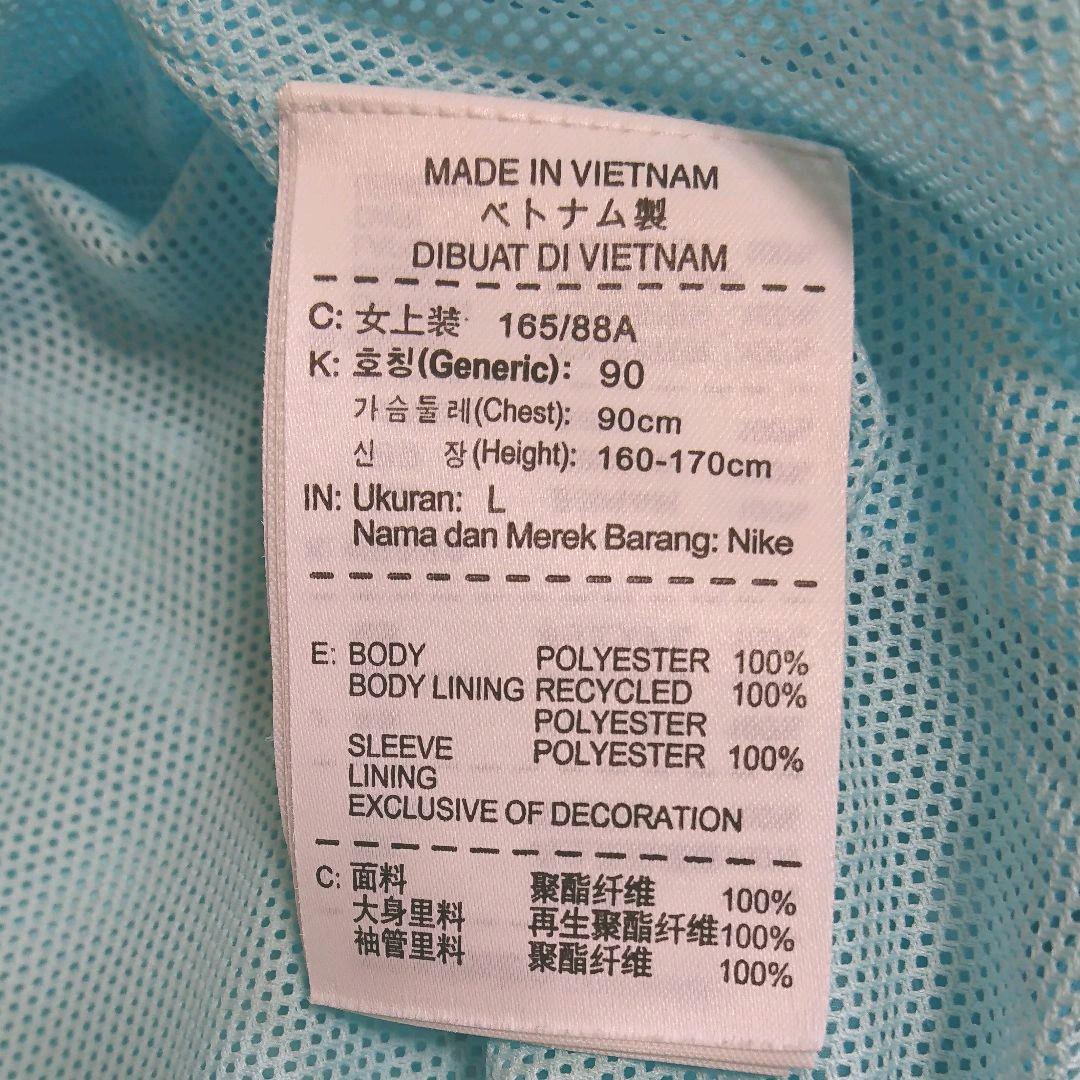 MADE IN VIETNAM
ベトナム製
DIBUAT DI VIETNAM
C: 女上装 165/88A
K: 호칭(Generic): 90
가슴둘레(Chest): 90cm
신 장(Height): 160-170cm
IN: Ukuran: L
Nama dan Merek Barang: Nike
E: BODY POLYESTER 100%
BODY LINING RECYCLED 100%
POLYESTER
SLEEVE POLYESTER 100%
LINING
EXCLUSIVE OF DECORATION
C: 面料 聚酯纤维 100%
大身里料 再生聚酯纤维 100%
袖管里料 聚酯纤维 100%